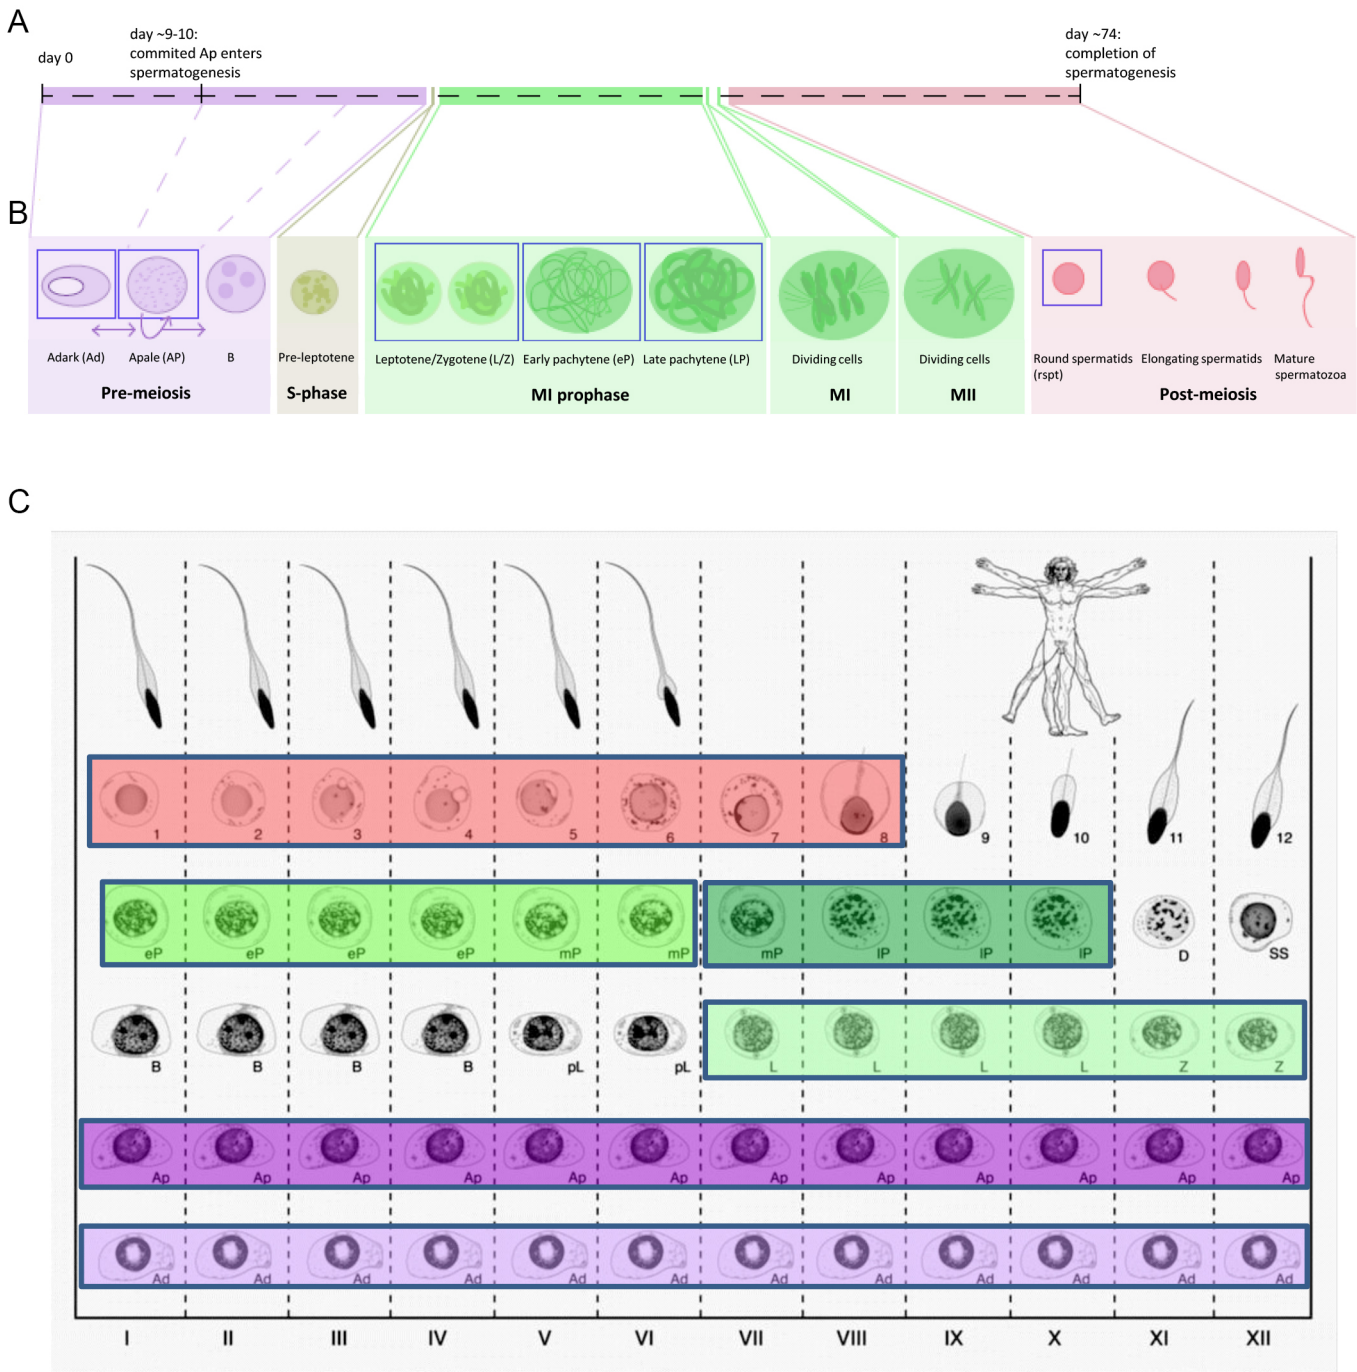 A
day 0
day ~9-10:
commited Ap enters
spermatogenesis
day ~74:
completion of
spermatogenesis
B
Adark (Ad)
Apale (AP)
B
Pre-meiosis
Pre-leptotene
S-phase
Leptotene/Zygotene (L/Z)
Early pachytene (eP)
Late pachytene (LP)
MI prophase
Dividing cells
MI
Dividing cells
MII
Round spermatids
(rspt)
Elongating spermatids
Mature
spermatozoa
Post-meiosis
C
1 2 3 4 5 6 7 8 9 10 11 12
eP eP eP eP mP mP mP lP lP lP D SS
B B B B pL pL L L L L Z Z
Ap Ap Ap Ap Ap Ap Ap Ap Ap Ap Ap Ap
Ad Ad Ad Ad Ad Ad Ad Ad Ad Ad Ad Ad
I II III IV V VI VII VIII IX X XI XII